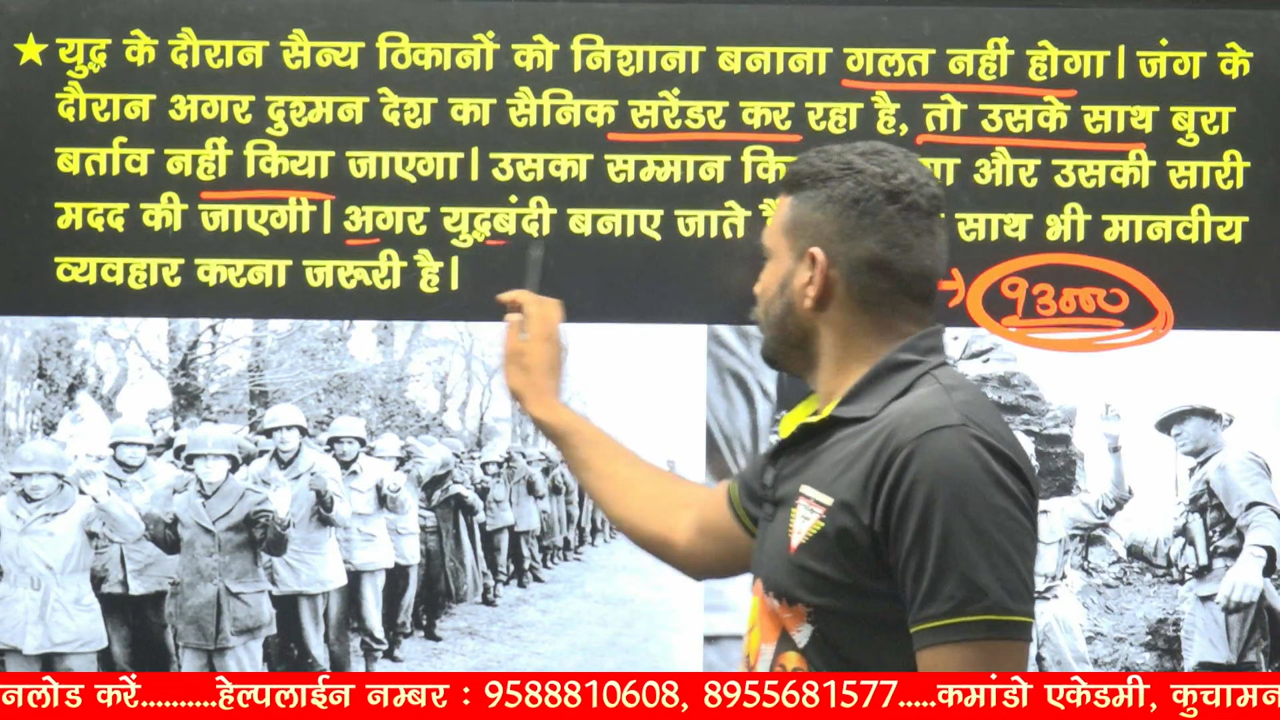 ★ युद्ध के दौरान सैन्य ठिकानों को निशाना बनाना गलत नहीं होगा। जंग के
दौरान अगर दुश्मन देश का सैनिक सरेंडर कर रहा है, तो उसके साथ बुरा
बर्ताव नहीं किया जाएगा। उसका सम्मान कि गा और उसकी सारी
मदद की जाएगी। अगर युद्धबंदी बनाए जाते साथ भी मानवीय
व्यवहार करना जरूरी है।
→ 93000
नलोड करें..........हेल्पलाईन नम्बर : 9588810608, 8955681577.....कमांडो एकेडमी, कुचामन